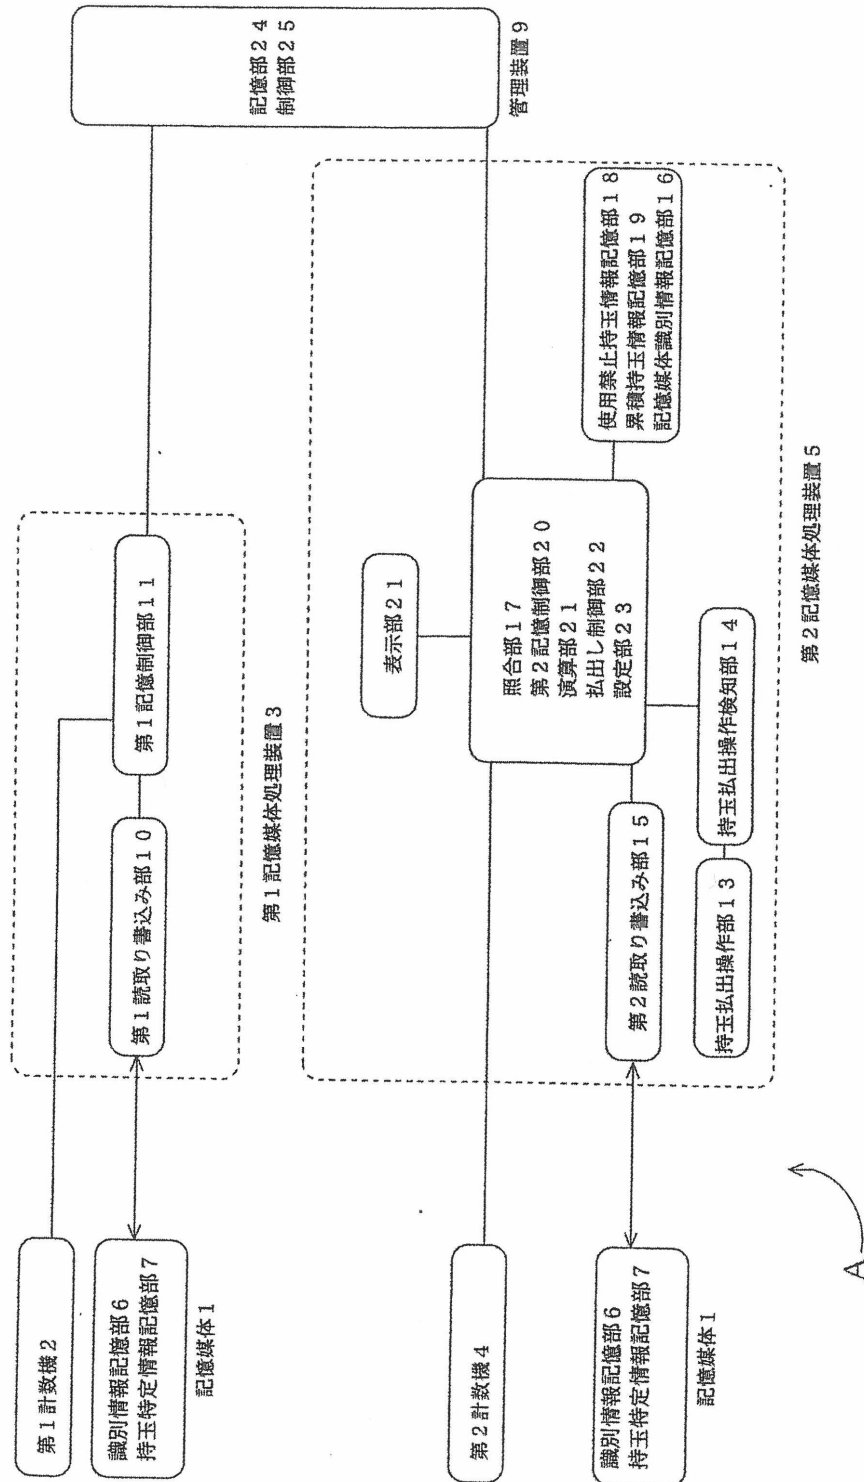 第1計数機2
識別情報記憶部6
持玉特定情報記憶部7
記憶媒体1
第1読取り書込み部10
第1記憶制御部11
第1記憶媒体処理装置3
記憶部24
制御部25
管理装置9
第2計数機4
識別情報記憶部6
持玉特定情報記憶部7
記憶媒体1
表示部21
照合部17
第2記憶制御部20
演算部21
払出し制御部22
設定部23
使用禁止持玉情報記憶部18
累積持玉情報記憶部19
記憶媒体識別情報記憶部16
第2読取り書込み部15
持玉払出操作部13
持玉払出操作検知部14
第2記憶媒体処理装置5
A